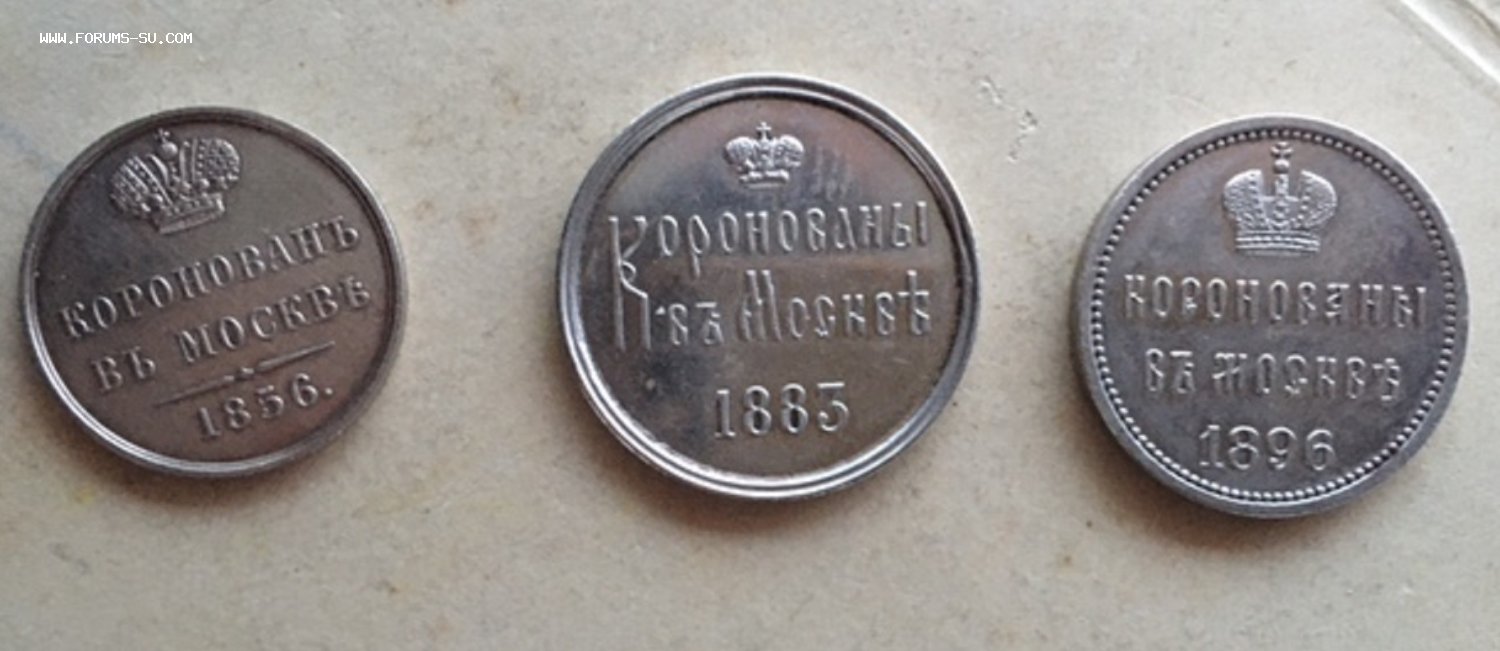 WWW.FORUMS-SU.COM
КОРОНОВАНЪ
ВЪ МОСКВѢ
1856.
КОРОНОВАНЫ
ВЪ МОСКВѢ
1883
КОРОНОВАНЫ
ВЪ МОСКВѢ
1896